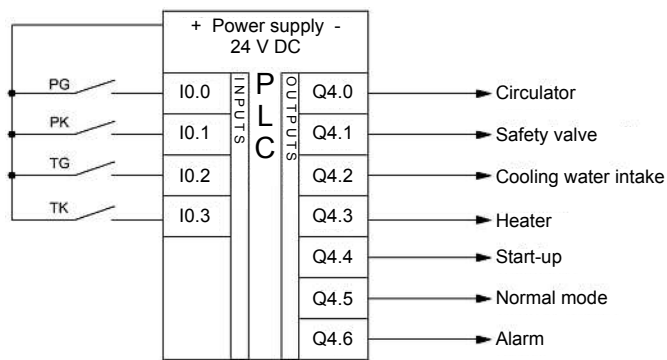 + Power supply -
24 V DC
PLC
INPUTS
OUTPUTS
PG I0.0 Q4.0 Circulator
PK I0.1 Q4.1 Safety valve
TG I0.2 Q4.2 Cooling water intake
TK I0.3 Q4.3 Heater
Q4.4 Start-up
Q4.5 Normal mode
Q4.6 Alarm